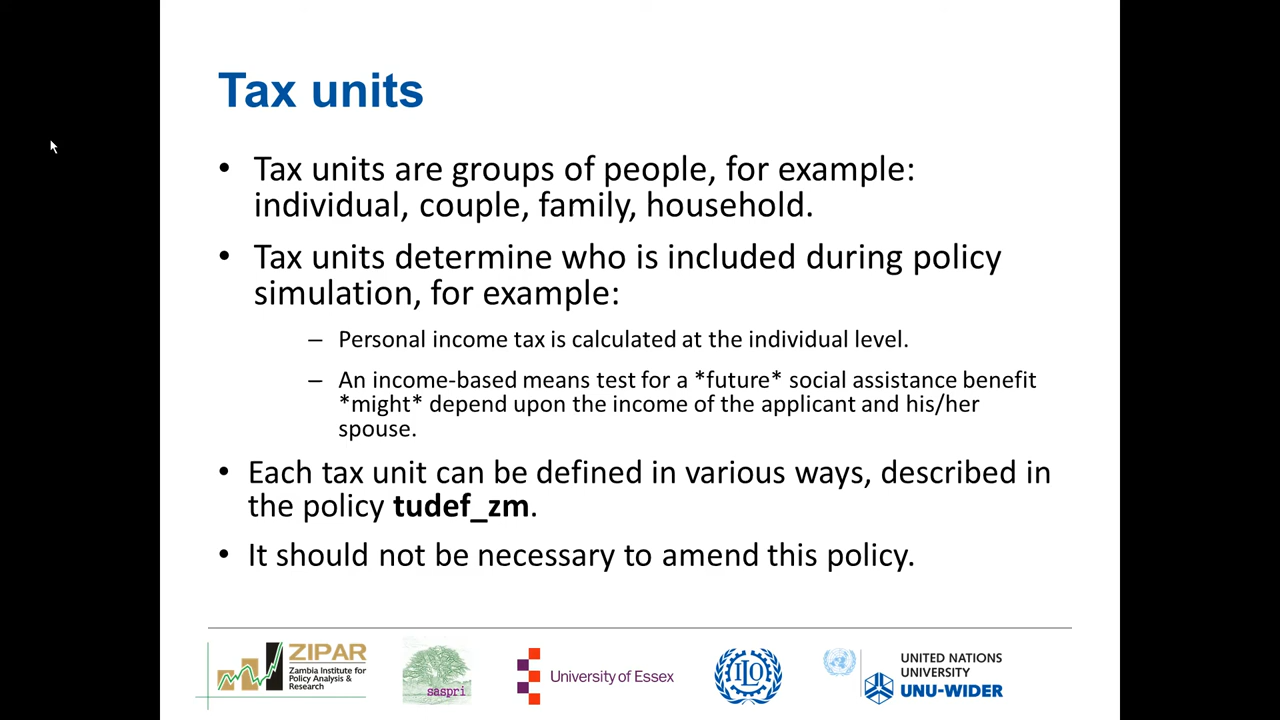 Tax units
• Tax units are groups of people, for example:
individual, couple, family, household.
• Tax units determine who is included during policy
simulation, for example:
– Personal income tax is calculated at the individual level.
– An income-based means test for a *future* social assistance benefit
*might* depend upon the income of the applicant and his/her
spouse.
• Each tax unit can be defined in various ways, described in
the policy tudef_zm.
• It should not be necessary to amend this policy.
ZIPAR
Zambia Institute for
Policy Analysis &
Research
saspri
University of Essex
ILO
UNITED NATIONS
UNIVERSITY
UNU-WIDER